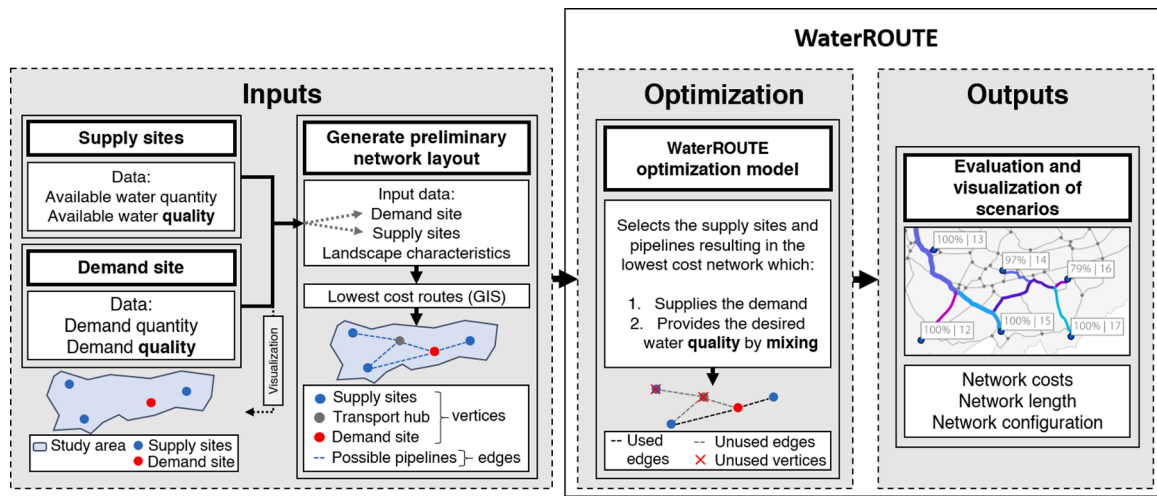 WaterROUTE
Inputs
Supply sites
Data:
Available water quantity
Available water quality
Demand site
Data:
Demand quantity
Demand quality
Visualization
Study area
Supply sites
Demand site
Generate preliminary
network layout
Input data:
Demand site
Supply sites
Landscape characteristics
Lowest cost routes (GIS)
Supply sites
Transport hub
Demand site
vertices
Possible pipelines
edges
Optimization
WaterROUTE
optimization model
Selects the supply sites and
pipelines resulting in the
lowest cost network which:
1. Supplies the demand
2. Provides the desired
water quality by mixing
Used
edges
Unused edges
Unused vertices
Outputs
Evaluation and
visualization of
scenarios
100% | 13
97% | 14
79% | 16
100% | 12
100% | 15
100% | 17
Network costs
Network length
Network configuration